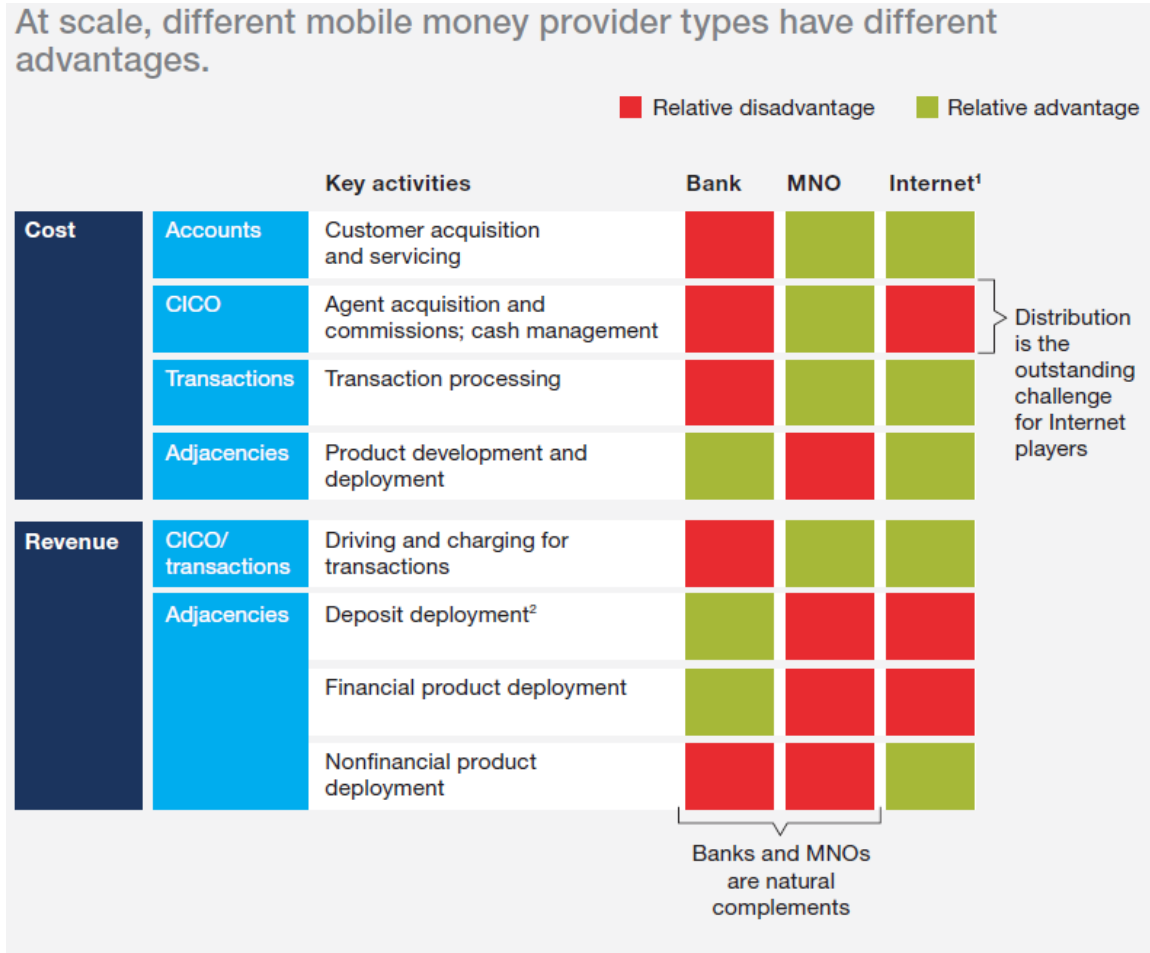 At scale, different mobile money provider types have different
advantages.
Relative disadvantage
Relative advantage
Key activities
Bank
MNO
Internet¹
Cost
Accounts
Customer acquisition
and servicing
CICO
Agent acquisition and
commissions; cash management
Distribution
is the
outstanding
challenge
for Internet
players
Transactions
Transaction processing
Adjacencies
Product development and
deployment
Revenue
CICO/
transactions
Driving and charging for
transactions
Adjacencies
Deposit deployment²
Financial product deployment
Nonfinancial product
deployment
Banks and MNOs
are natural
complements